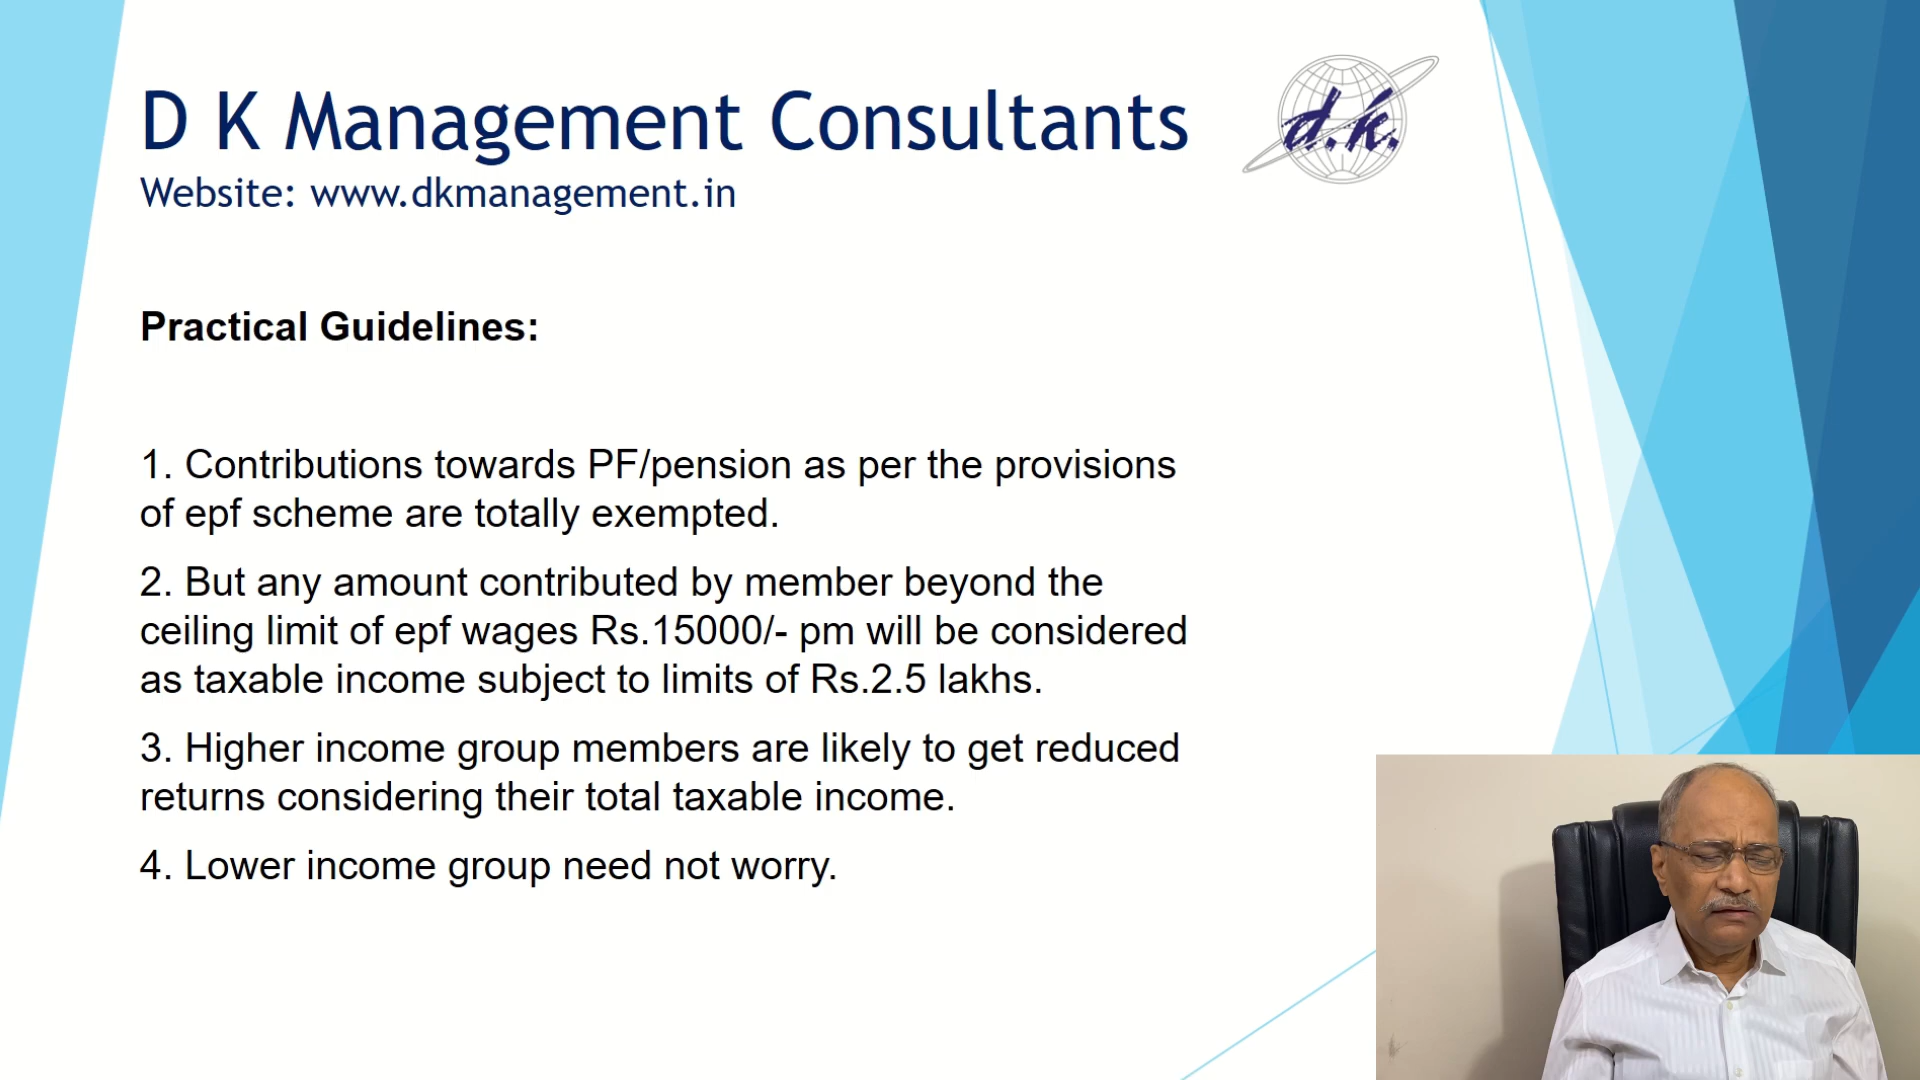 D K Management Consultants
d.k.
Website: www.dkmanagement.in
Practical Guidelines:
1. Contributions towards PF/pension as per the provisions
of epf scheme are totally exempted.
2. But any amount contributed by member beyond the
ceiling limit of epf wages Rs.15000/- pm will be considered
as taxable income subject to limits of Rs.2.5 lakhs.
3. Higher income group members are likely to get reduced
returns considering their total taxable income.
4. Lower income group need not worry.